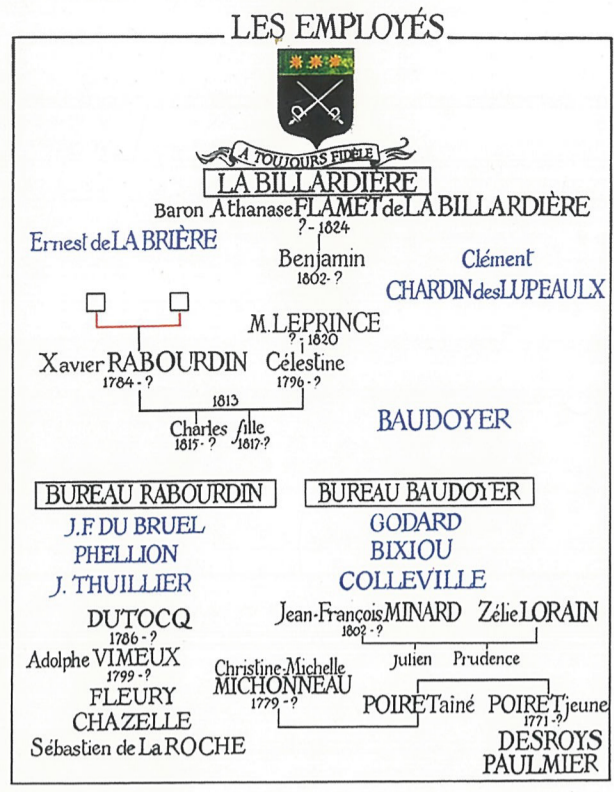 LES EMPLOYÉS
A TOUJOURS FIDÈLE
LA BILLARDIÈRE
Baron Athanase FLAMET de LA BILLARDIÈRE
? - 1824
Ernest de LA BRIÈRE
Benjamin
1802 - ?
Clément
CHARDIN des LUPEAULX
M. LEPRINCE
? - 1820
Xavier RABOURDIN
1784 - ?
Célestine
1796 - ?
1813
Charles
1815 - ?
fille
1817 - ?
BAUDOYER
BUREAU RABOURDIN
J.F. DU BRUEL
PHELLION
J. THUILLIER
DUTOCQ
1786 - ?
Adolphe VIMEUX
1799 - ?
FLEURY
CHAZELLE
Sébastien de La ROCHE
BUREAU BAUDOYER
GODARD
BIXIOU
COLLEVILLE
Jean-François MINARD
1802 - ?
Zélie LORAIN
Julien
Prudence
Christine-Michelle
MICHONNEAU
1779 - ?
POIRET ainé
POIRET jeune
1771 - ?
DESROYS
PAULMIER